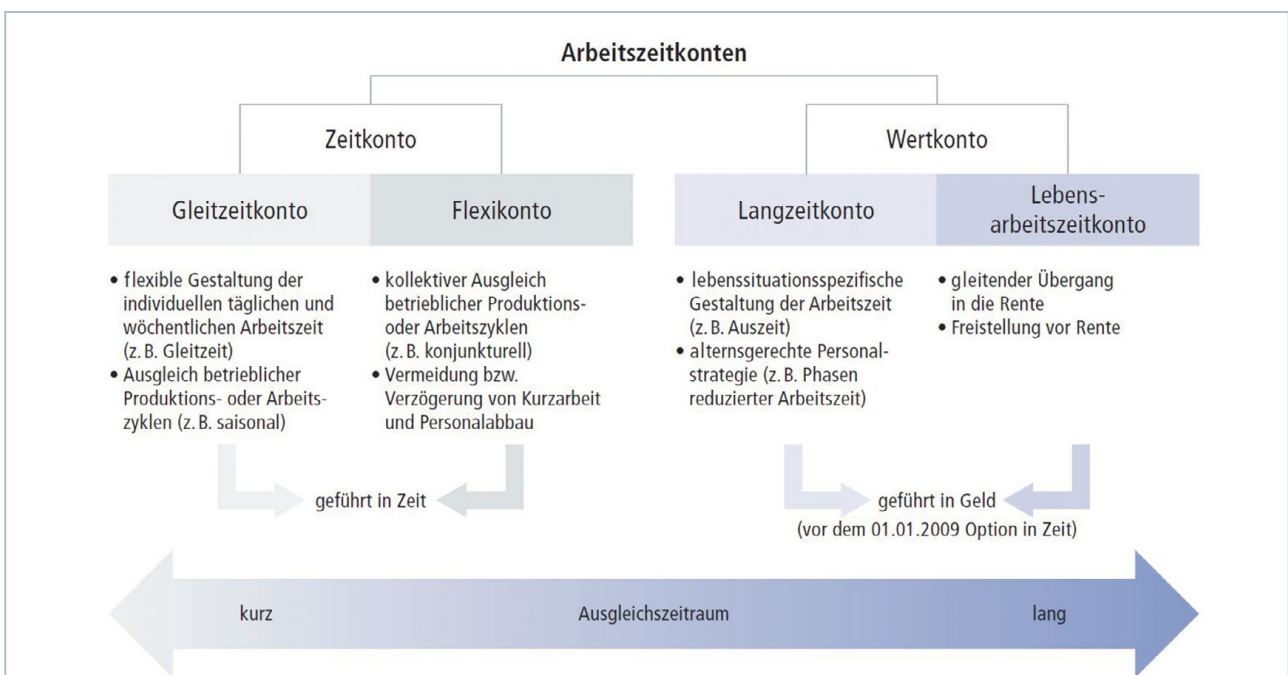 Arbeitszeitkonten
Zeitkonto
Wertkonto
Gleitzeitkonto
Flexikonto
Langzeitkonto
Lebens-
arbeitszeitkonto
• flexible Gestaltung der
individuellen täglichen und
wöchentlichen Arbeitszeit
(z. B. Gleitzeit)
• Ausgleich betrieblicher
Produktions- oder Arbeits-
zyklen (z. B. saisonal)
• kollektiver Ausgleich
betrieblicher Produktions-
oder Arbeitszyklen
(z. B. konjunkturell)
• Vermeidung bzw.
Verzögerung von Kurzarbeit
und Personalabbau
• lebenssituationsspezifische
Gestaltung der Arbeitszeit
(z. B. Auszeit)
• alternsgerechte Personal-
strategie (z. B. Phasen
reduzierter Arbeitszeit)
• gleitender Übergang
in die Rente
• Freistellung vor Rente
geführt in Zeit
geführt in Geld
(vor dem 01.01.2009 Option in Zeit)
kurz
Ausgleichszeitraum
lang